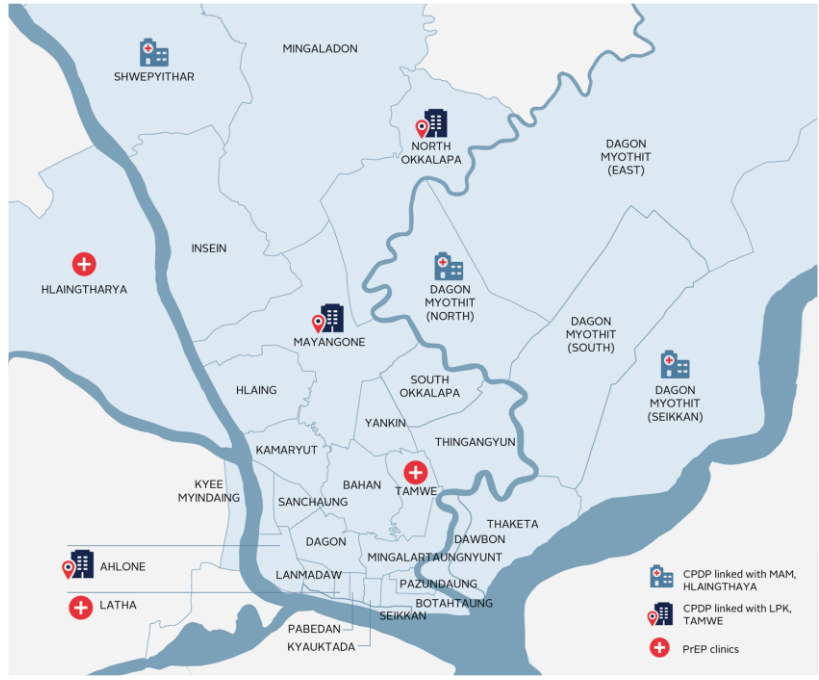 MINGALADON
SHWEPYITHAR
NORTH
OKKALAPA
DAGON
MYOTHIT
(EAST)
INSEIN
HLAINGTHARYA
DAGON
MYOTHIT
(NORTH)
MAYANGONE
DAGON
MYOTHIT
(SOUTH)
HLAING
SOUTH
OKKALAPA
DAGON
MYOTHIT
(SEIKKAN)
YANKIN
THINGANGYUN
KAMARYUT
KYEE
MYINDAING
BAHAN
TAMWE
SANCHAUNG
THAKETA
DAWBON
DAGON
MINGALARTAUNGNYUNT
AHLONE
LANMADAW
PAZUNDAUNG
LATHA
BOTAHTAUNG
SEIKKAN
PABEDAN
KYAUKTADA
CPDP linked with MAM,
HLAINGTHAYA
CPDP linked with LPK,
TAMWE
PrEP clinics